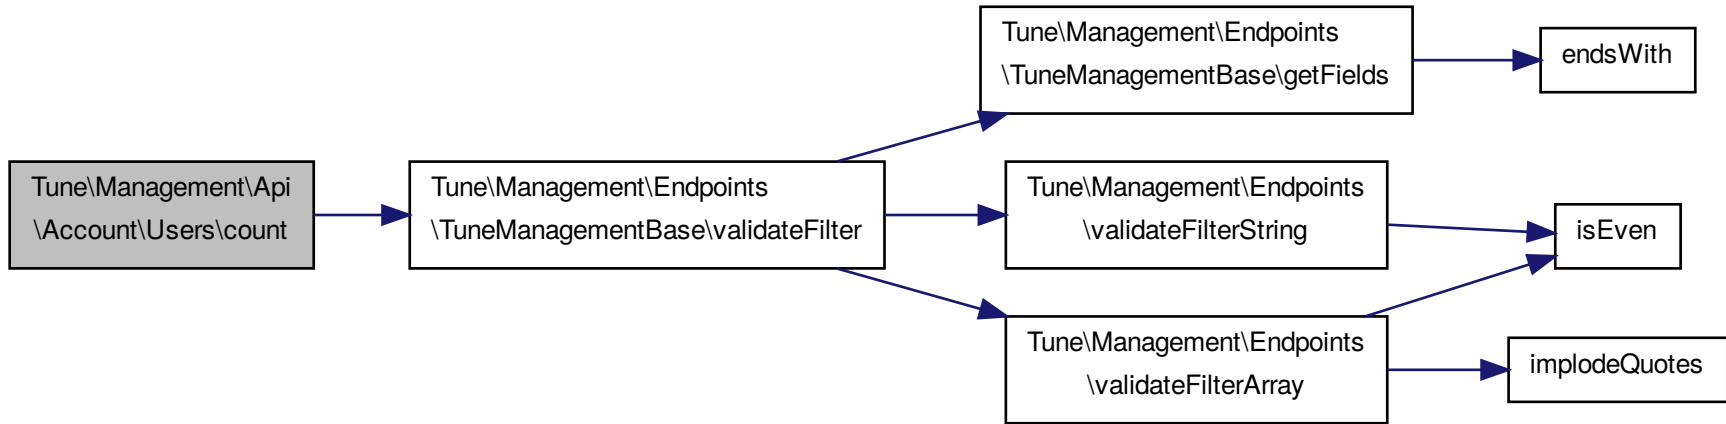 Tune\Management\Api
\Account\Users\count
Tune\Management\Endpoints
\TuneManagementBase\validateFilter
Tune\Management\Endpoints
\TuneManagementBase\getFields
endsWith
Tune\Management\Endpoints
\validateFilterString
isEven
Tune\Management\Endpoints
\validateFilterArray
implodeQuotes